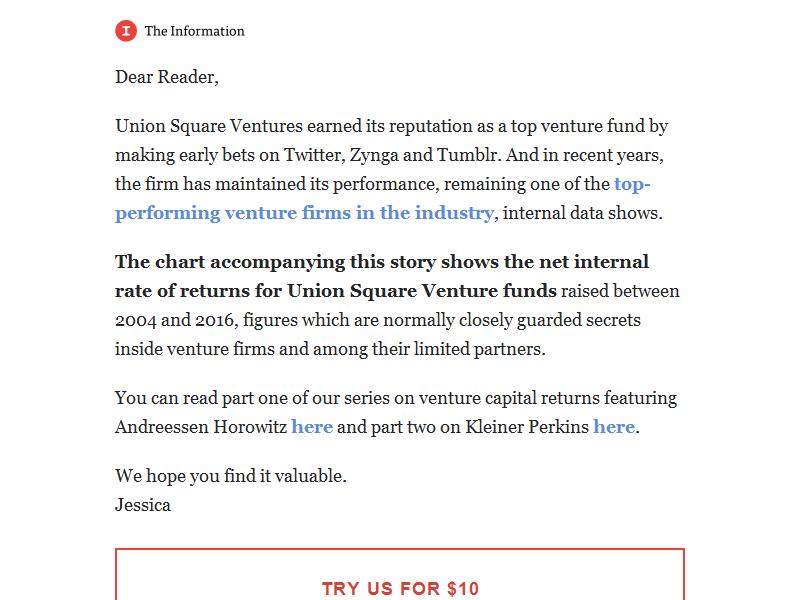 I The Information
Dear Reader,
Union Square Ventures earned its reputation as a top venture fund by
making early bets on Twitter, Zynga and Tumblr. And in recent years,
the firm has maintained its performance, remaining one of the top-
performing venture firms in the industry, internal data shows.
The chart accompanying this story shows the net internal
rate of returns for Union Square Venture funds raised between
2004 and 2016, figures which are normally closely guarded secrets
inside venture firms and among their limited partners.
You can read part one of our series on venture capital returns featuring
Andreessen Horowitz here and part two on Kleiner Perkins here.
We hope you find it valuable.
Jessica
TRY US FOR $10